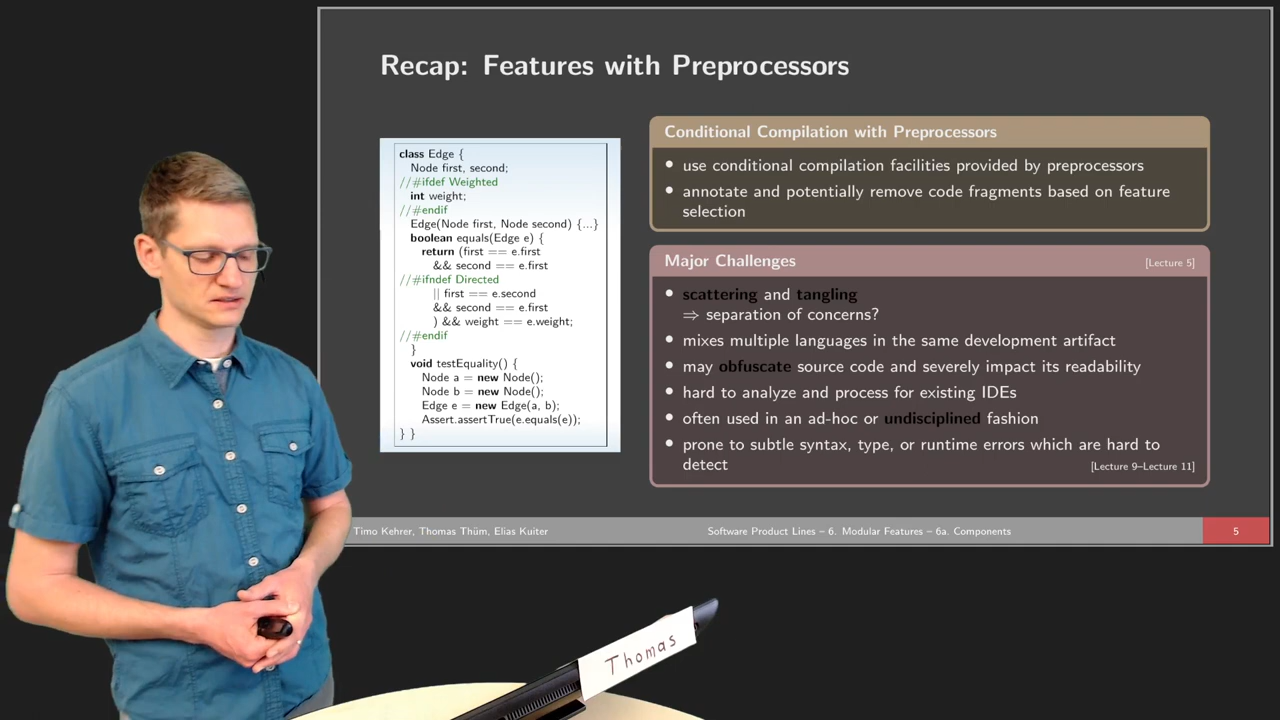 Recap: Features with Preprocessors
class Edge {
Node first, second;
//#ifdef Weighted
int weight;
//#endif
Edge(Node first, Node second) {...}
boolean equals(Edge e) {
return (first == e.first
&& second == e.first
//#ifndef Directed
|| first == e.second
&& second == e.first
) && weight == e.weight;
//#endif
}
void testEquality() {
Node a = new Node();
Node b = new Node();
Edge e = new Edge(a, b);
Assert.assertTrue(e.equals(e));
} }
Conditional Compilation with Preprocessors
• use conditional compilation facilities provided by preprocessors
• annotate and potentially remove code fragments based on feature
selection
Major Challenges [Lecture 5]
• scattering and tangling
⇒ separation of concerns?
• mixes multiple languages in the same development artifact
• may obfuscate source code and severely impact its readability
• hard to analyze and process for existing IDEs
• often used in an ad-hoc or undisciplined fashion
• prone to subtle syntax, type, or runtime errors which are hard to
detect [Lecture 9–Lecture 11]
Timo Kehrer, Thomas Thüm, Elias Kuiter Software Product Lines – 6. Modular Features – 6a. Components 5
Thomas